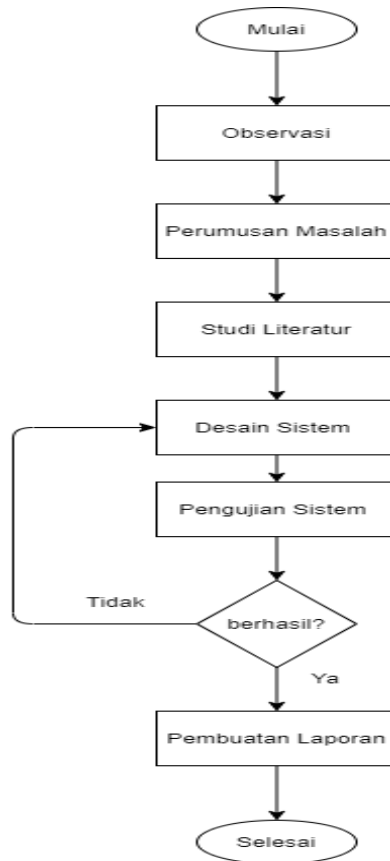 Mulai
Observasi
Perumusan Masalah
Studi Literatur
Desain Sistem
Pengujian Sistem
Tidak
berhasil?
Ya
Pembuatan Laporan
Selesai